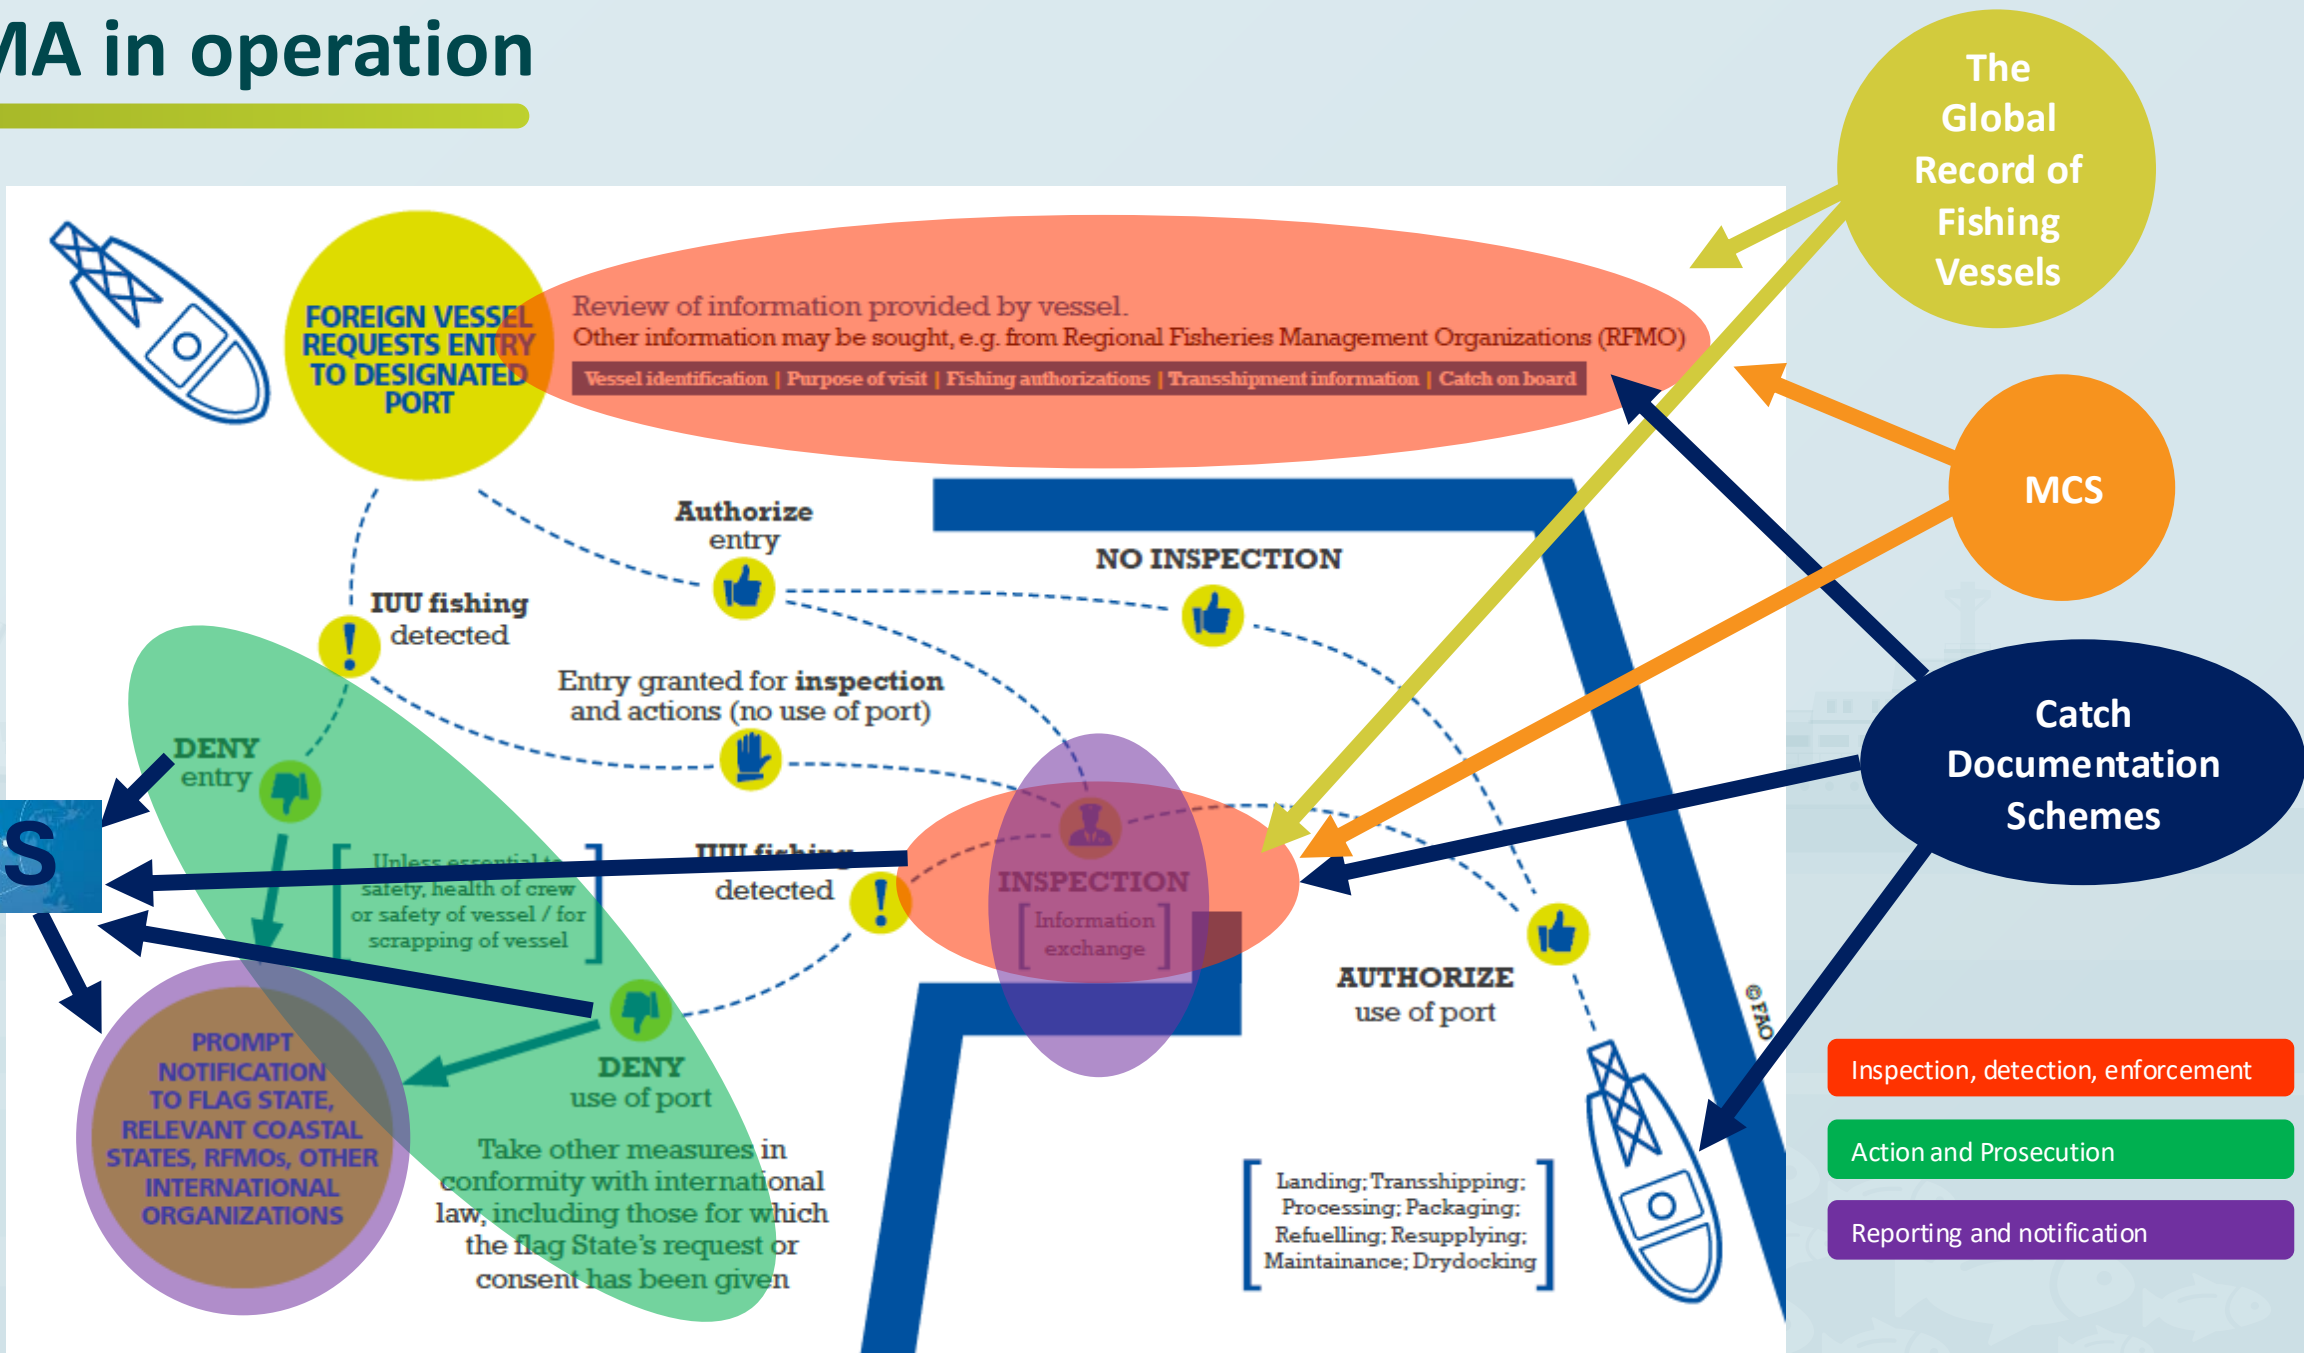 MA in operation
The
Global
Record of
Fishing
Vessels
FOREIGN VESSEL
REQUESTS ENTRY
TO DESIGNATED
PORT
Review of information provided by vessel.
Other information may be sought, e.g. from Regional Fisheries Management Organizations (RFMO)
Vessel identification | Purpose of visit | Fishing authorizations | Transshipment information | Catch on board
MCS
Authorize
entry
NO INSPECTION
IUU fishing
detected
Entry granted for inspection
and actions (no use of port)
DENY
entry
Catch
Documentation
Schemes
S
Unless essential to
safety, health of crew
or safety of vessel / for
scrapping of vessel
IUU fishing
detected
INSPECTION
Information
exchange
AUTHORIZE
use of port
© FAO
PROMPT
NOTIFICATION
TO FLAG STATE,
RELEVANT COASTAL
STATES, RFMOs, OTHER
INTERNATIONAL
ORGANIZATIONS
DENY
use of port
Take other measures in
conformity with international
law, including those for which
the flag State's request or
consent has been given
Landing; Transshipping;
Processing; Packaging;
Refuelling; Resupplying;
Maintainance; Drydocking
Inspection, detection, enforcement
Action and Prosecution
Reporting and notification